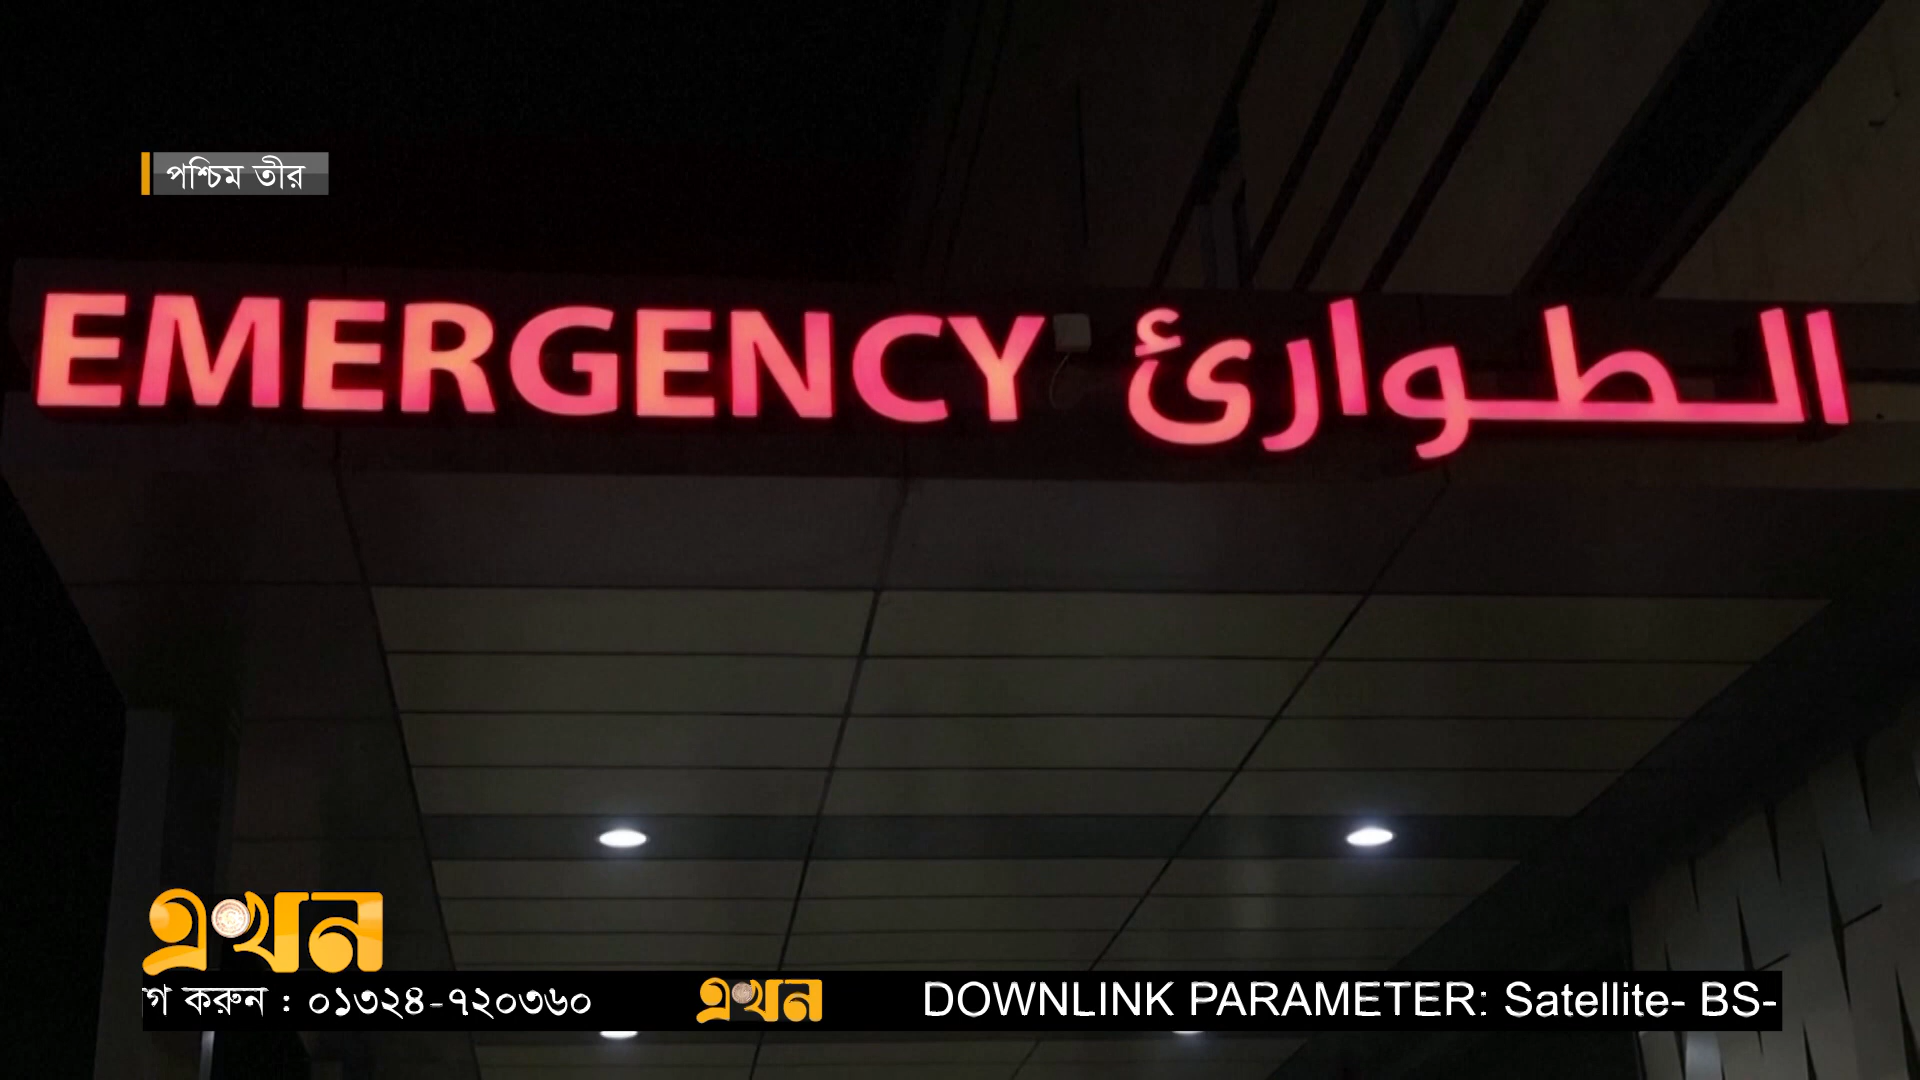 পশ্চিম তীর
EMERGENCY الطوارئ
এখন
গ করুন : ০১৩২৪-৭২০৩৬০ এখন DOWNLINK PARAMETER: Satellite- BS-